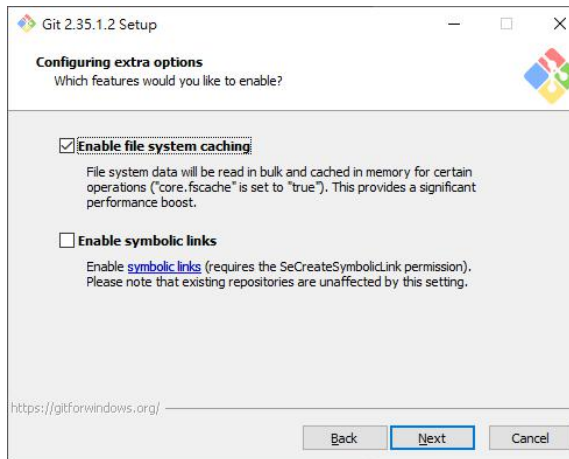 Git 2.35.1.2 Setup
Configuring extra options
Which features would you like to enable?
Enable file system caching
File system data will be read in bulk and cached in memory for certain
operations ("core.fscache" is set to "true"). This provides a significant
performance boost.
Enable symbolic links
Enable symbolic links (requires the SeCreateSymbolicLink permission).
Please note that existing repositories are unaffected by this setting.
https://gitforwindows.org/
Back Next Cancel